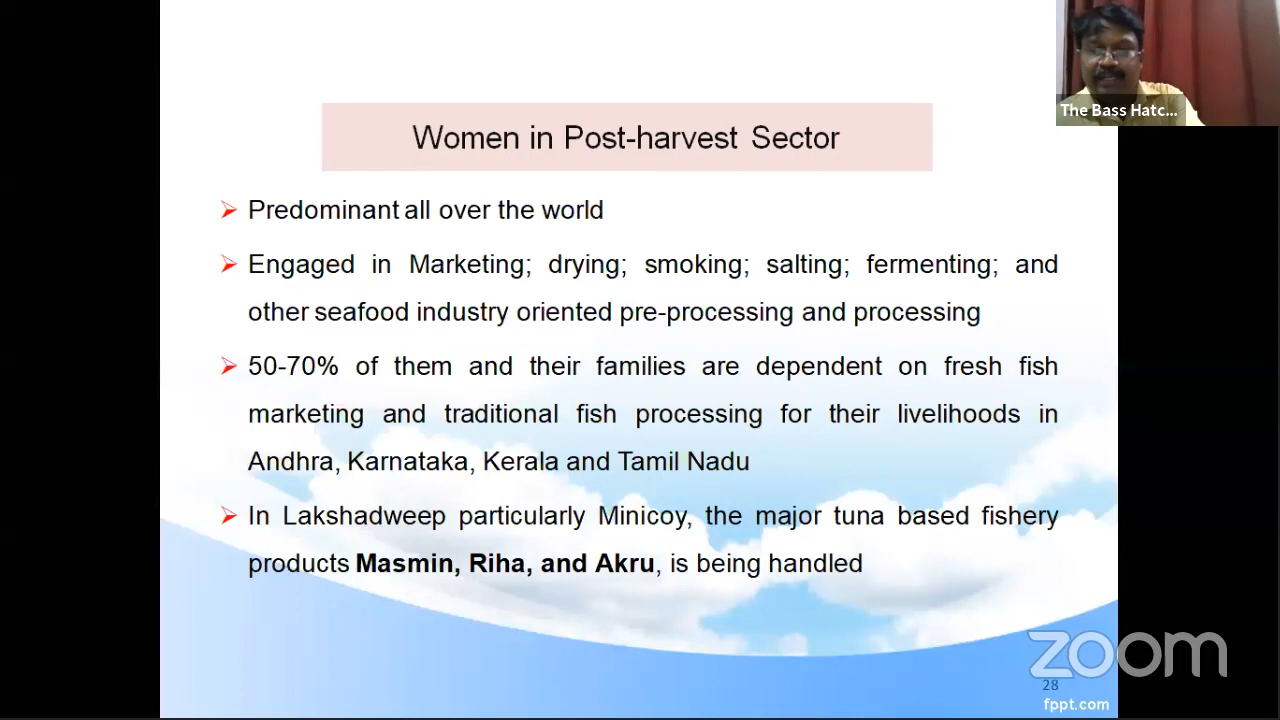 The Bass Hatc...
Women in Post-harvest Sector
Predominant all over the world
Engaged in Marketing; drying; smoking; salting; fermenting; and
other seafood industry oriented pre-processing and processing
50-70% of them and their families are dependent on fresh fish
marketing and traditional fish processing for their livelihoods in
Andhra, Karnataka, Kerala and Tamil Nadu
In Lakshadweep particularly Minicoy, the major tuna based fishery
products Masmin, Riha, and Akru, is being handled
zoom
28
fppt.com